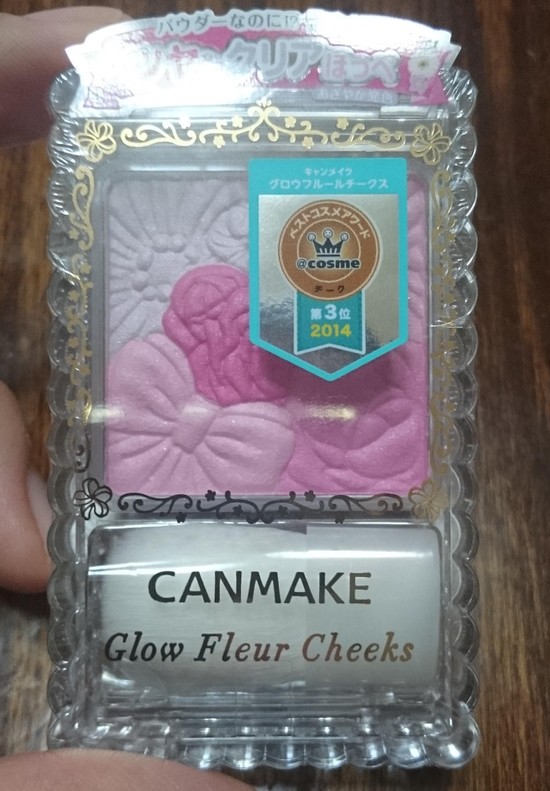 パウダーなのに!?
クリアほっぺ
キャンメイク
グロウフルールチークス
ベストコスメアワード
@cosme
チーク
第3位
2014
CANMAKE
Glow Fleur Cheeks